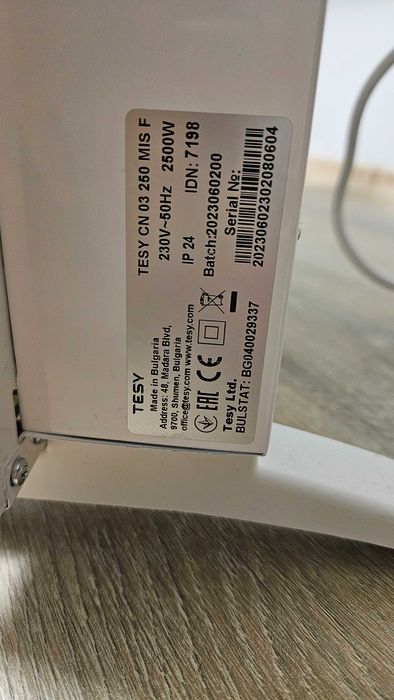 TESY CN 03 250 MIS F
230V~50Hz 2500W
IP 24 IDN: 7198
Batch:2023060200
Serial №:
20230602302080604
TESY
Made in Bulgaria
Address: 48, Madara Blvd,
9700, Shumen, Bulgaria
office@tesy.com www.tesy.com
EAC CE
Tesy Ltd.
BULSTAT: BG040029337